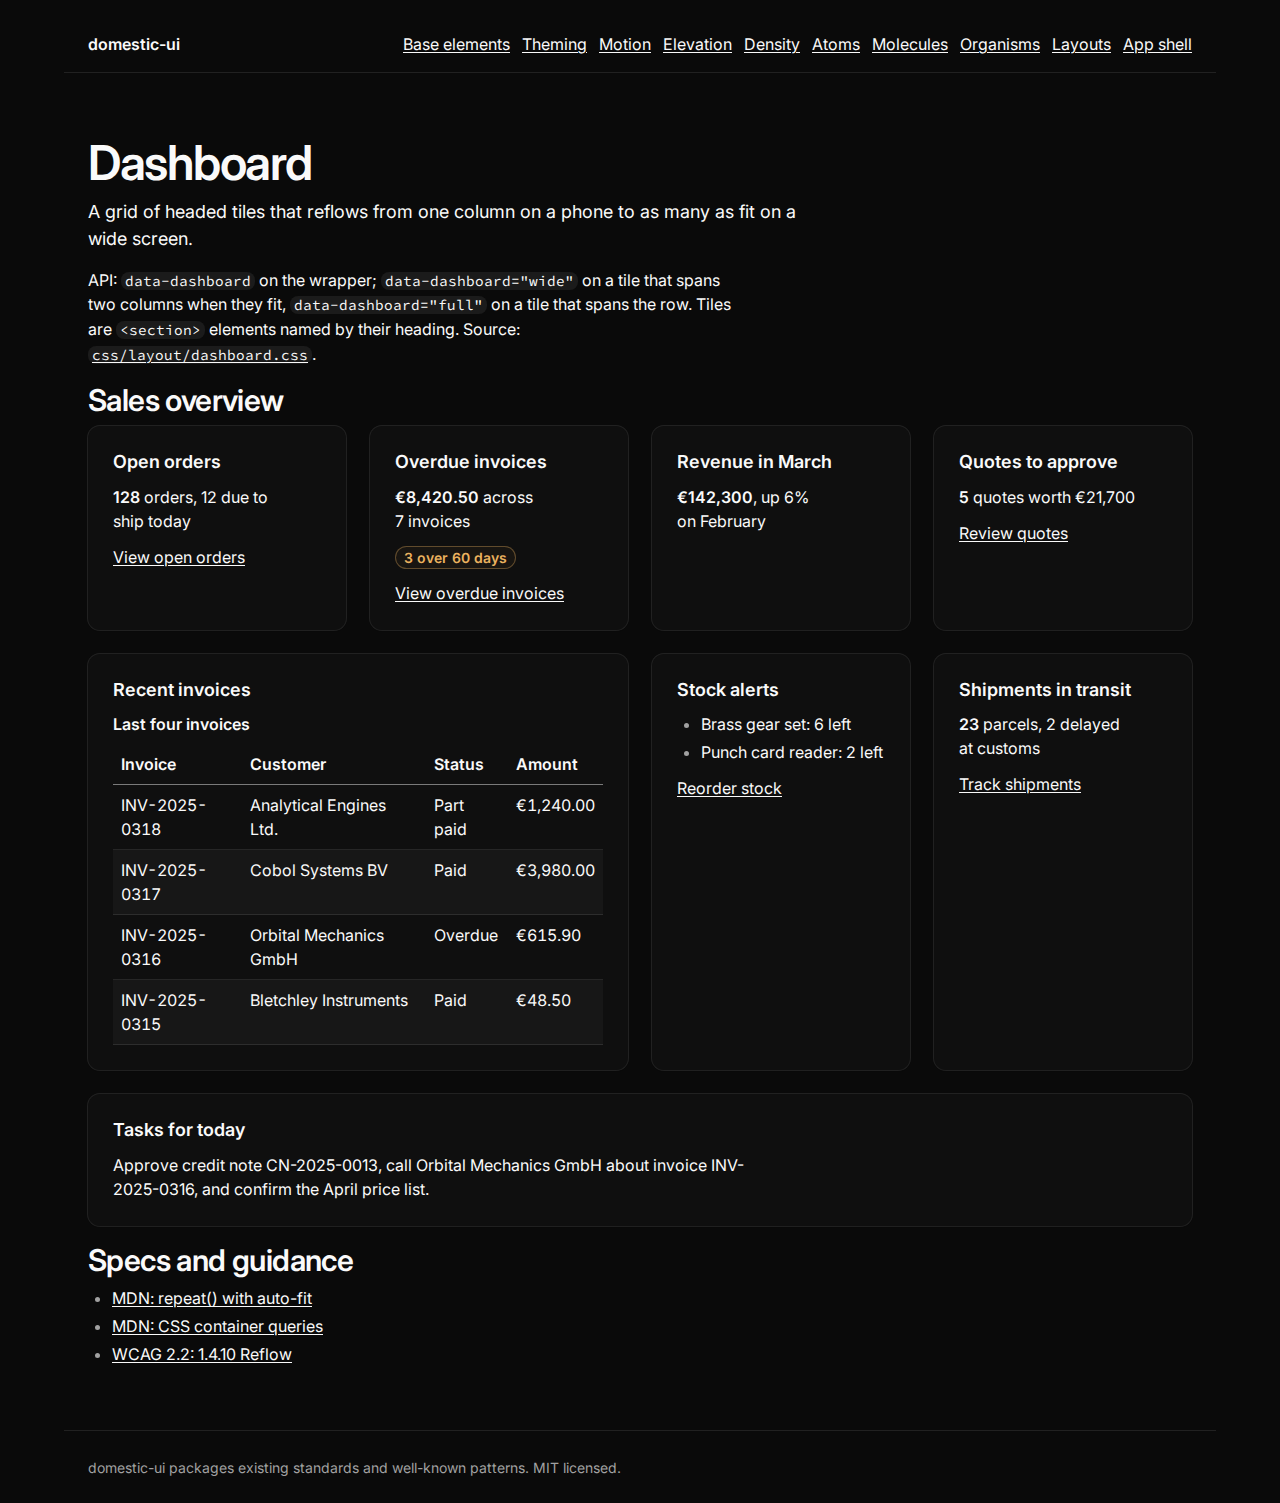 domestic-ui
Base elements Theming Motion Elevation Density Atoms Molecules Organisms Layouts App shell
Dashboard
A grid of headed tiles that reflows from one column on a phone to as many as fit on a
wide screen.
API: data-dashboard on the wrapper; data-dashboard="wide" on a tile that spans
two columns when they fit, data-dashboard="full" on a tile that spans the row. Tiles
are <section> elements named by their heading. Source:
css/layout/dashboard.css.
Sales overview
Open orders
128 orders, 12 due to
ship today
View open orders
Overdue invoices
€8,420.50 across
7 invoices
3 over 60 days
View overdue invoices
Revenue in March
€142,300, up 6%
on February
Quotes to approve
5 quotes worth €21,700
Review quotes
Recent invoices
Last four invoices
Invoice Customer Status Amount
INV-2025-0318 Analytical Engines Ltd. Part paid €1,240.00
INV-2025-0317 Cobol Systems BV Paid €3,980.00
INV-2025-0316 Orbital Mechanics GmbH Overdue €615.90
INV-2025-0315 Bletchley Instruments Paid €48.50
Stock alerts
Brass gear set: 6 left
Punch card reader: 2 left
Reorder stock
Shipments in transit
23 parcels, 2 delayed
at customs
Track shipments
Tasks for today
Approve credit note CN-2025-0013, call Orbital Mechanics GmbH about invoice INV-
2025-0316, and confirm the April price list.
Specs and guidance
MDN: repeat() with auto-fit
MDN: CSS container queries
WCAG 2.2: 1.4.10 Reflow
domestic-ui packages existing standards and well-known patterns. MIT licensed.